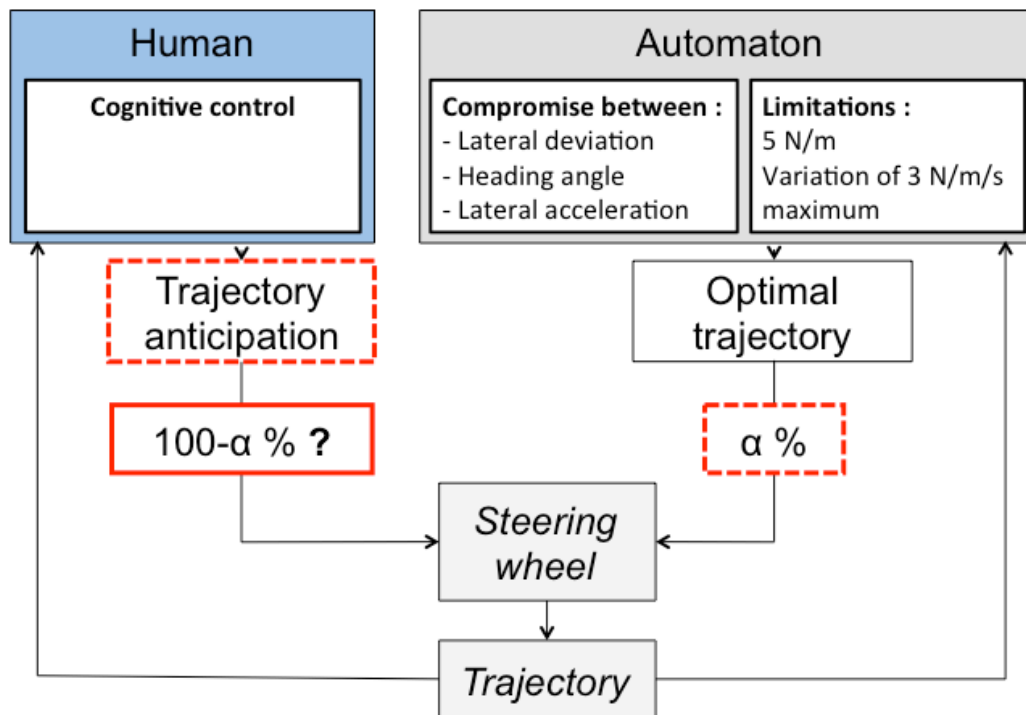 Human
Cognitive control
Automaton
Compromise between :
- Lateral deviation
- Heading angle
- Lateral acceleration
Limitations :
5 N/m
Variation of 3 N/m/s
maximum
Trajectory
anticipation
Optimal
trajectory
100-α % ?
α %
Steering
wheel
Trajectory